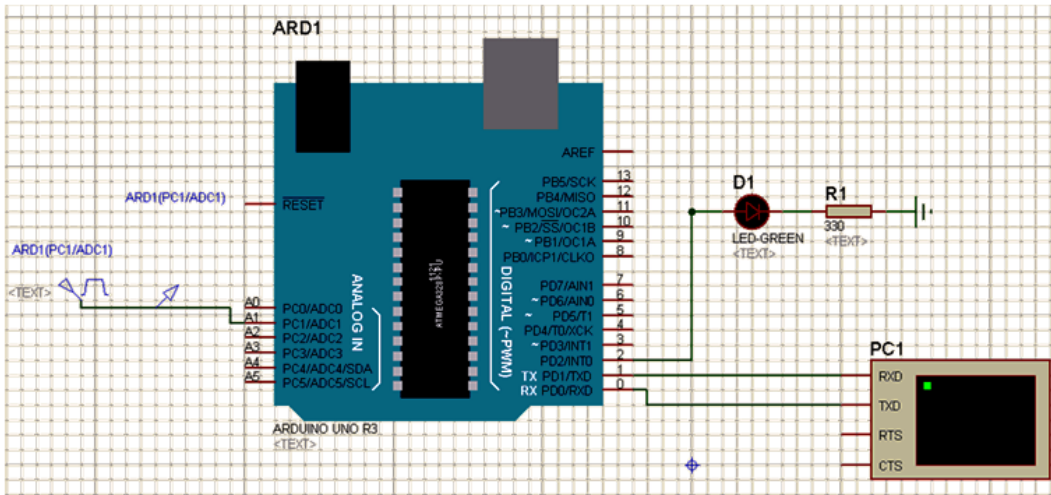 ARD1
ARD1(PC1/ADC1)
ARD1(PC1/ADC1)
<TEXT>
RESET
AREF
PB5/SCK 13
PB4/MISO 12
~PB3/MOSI/OC2A 11
~ PB2/SS/OC1B 10
~ PB1/OC1A 9
PB0/ICP1/CLKO 8
PD7/AIN1 7
~ PD6/AIN0 6
~ PD5/T1 5
PD4/T0/XCK 4
~ PD3/INT1 3
PD2/INT0 2
TX PD1/TXD 1
RX PD0/RXD 0
A0 PC0/ADC0
A1 PC1/ADC1
A2 PC2/ADC2
A3 PC3/ADC3
A4 PC4/ADC4/SDA
A5 PC5/ADC5/SCL
ANALOG IN
DIGITAL (~PWM)
1121
ARDUINO UNO R3
<TEXT>
D1
LED-GREEN
<TEXT>
R1
330
<TEXT>
PC1
RXD
TXD
RTS
CTS